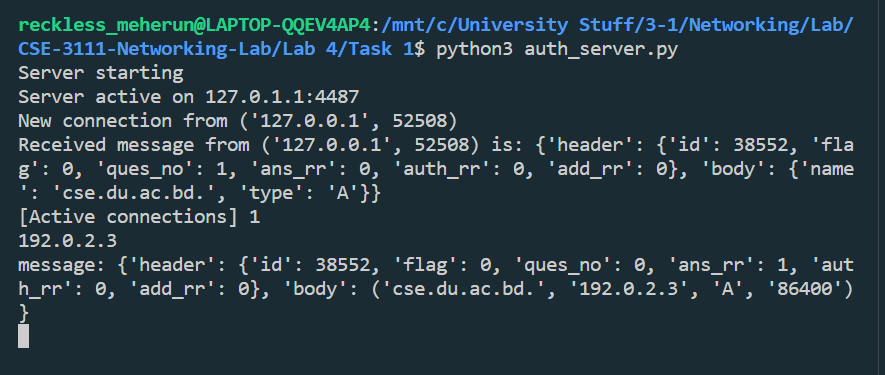 reckless_meherun@LAPTOP-QQEV4AP4:/mnt/c/University Stuff/3-1/Networking/Lab/
CSE-3111-Networking-Lab/Lab 4/Task 1$ python3 auth_server.py
Server starting
Server active on 127.0.1.1:4487
New connection from ('127.0.0.1', 52508)
Received message from ('127.0.0.1', 52508) is: {'header': {'id': 38552, 'fla
g': 0, 'ques_no': 1, 'ans_rr': 0, 'auth_rr': 0, 'add_rr': 0}, 'body': {'name
': 'cse.du.ac.bd.', 'type': 'A'}}
[Active connections] 1
192.0.2.3
message: {'header': {'id': 38552, 'flag': 0, 'ques_no': 0, 'ans_rr': 1, 'aut
h_rr': 0, 'add_rr': 0}, 'body': ('cse.du.ac.bd.', '192.0.2.3', 'A', '86400')
}